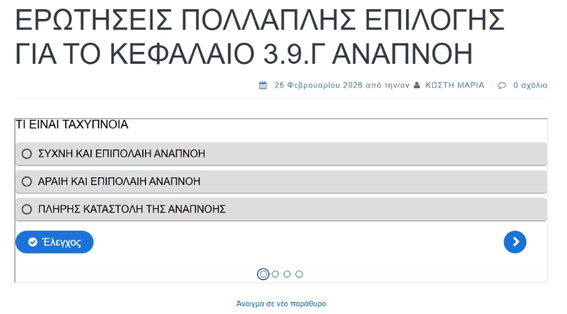 ΕΡΩΤΗΣΕΙΣ ΠΟΛΛΑΠΛΗΣ ΕΠΙΛΟΓΗΣ
ΓΙΑ ΤΟ ΚΕΦΑΛΑΙΟ 3.9.Γ ΑΝΑΠΝΟΗ
25 Φεβρουαρίου 2026 από την/ον ΚΩΣΤΗ ΜΑΡΙΑ · 0 σχόλια
ΤΙ ΕΙΝΑΙ ΤΑΧΥΠΝΟΙΑ
ΣΥΧΝΗ ΚΑΙ ΕΠΙΠΟΛΑΙΗ ΑΝΑΠΝΟΗ
ΑΡΑΙΗ ΚΑΙ ΕΠΙΠΟΛΑΙΗ ΑΝΑΠΝΟΗ
ΠΛΗΡΗΣ ΚΑΤΑΣΤΟΛΗ ΤΗΣ ΑΝΑΠΝΟΗΣ
Έλεγχος
Άνοιγμα σε νέο παράθυρο